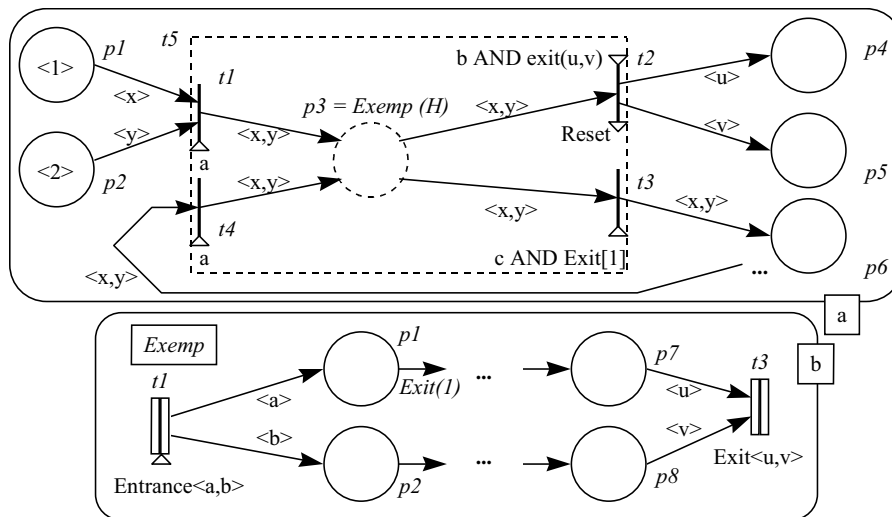 <1>
p1
t5
t1
<x>
<y>
<2>
p2
a
<x,y>
p3 = Exemp (H)
<x,y>
b AND exit(u,v)
t2
Reset
<u>
<v>
p4
p5
<x,y>
t4
a
<x,y>
t3
<x,y>
c AND Exit[1]
p6
...
<x,y>
a
Exemp
t1
<a>
<b>
Entrance<a,b>
p1
Exit(1)
...
p7
<u>
t3
b
p2
...
p8
<v>
Exit<u,v>